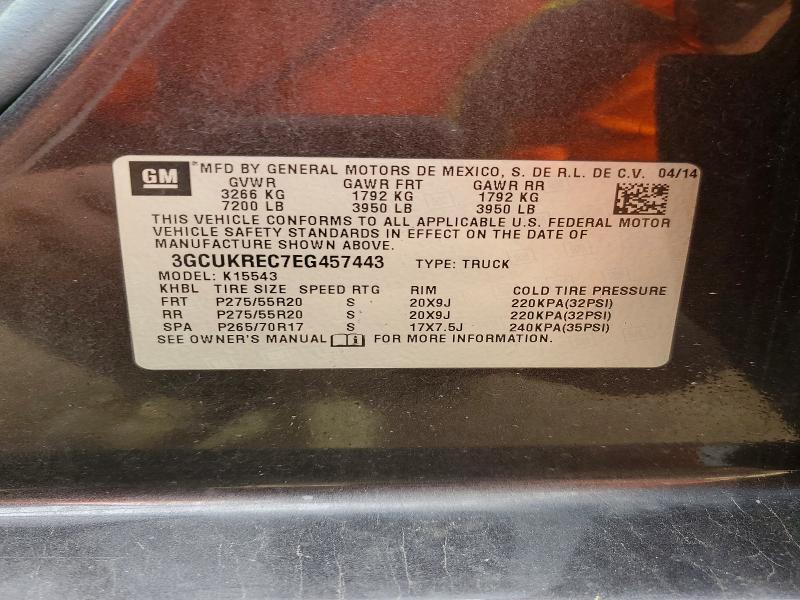 GM MFD BY GENERAL MOTORS DE MEXICO, S. DE R.L. DE C.V. 04/14
GVWR GAWR FRT GAWR RR
3266 KG 1792 KG 1792 KG
7200 LB 3950 LB 3950 LB
THIS VEHICLE CONFORMS TO ALL APPLICABLE U.S. FEDERAL MOTOR
VEHICLE SAFETY STANDARDS IN EFFECT ON THE DATE OF
MANUFACTURE SHOWN ABOVE.
3GCUKREC7EG457443 TYPE: TRUCK
MODEL: K15543
KHBL TIRE SIZE SPEED RTG RIM COLD TIRE PRESSURE
FRT P275/55R20 S 20X9J 220KPA(32PSI)
RR P275/55R20 S 20X9J 220KPA(32PSI)
SPA P265/70R17 S 17X7.5J 240KPA(35PSI)
SEE OWNER'S MANUAL FOR MORE INFORMATION.